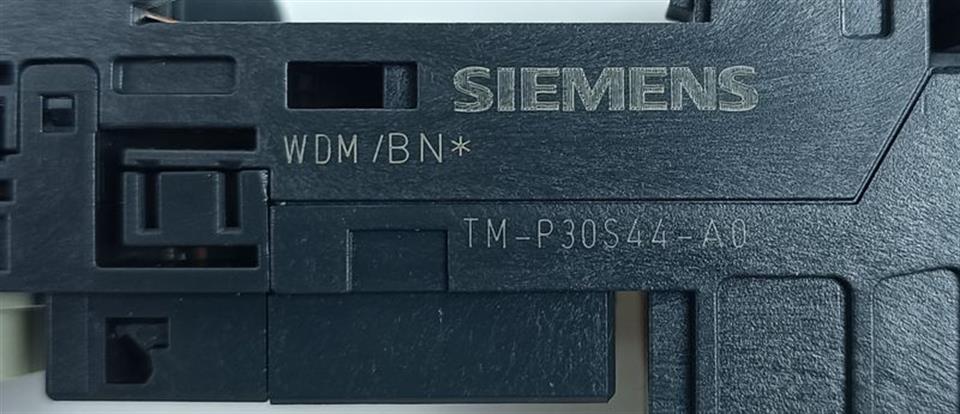 SIEMENS
WDM/BN*
TM-P30S44-A0